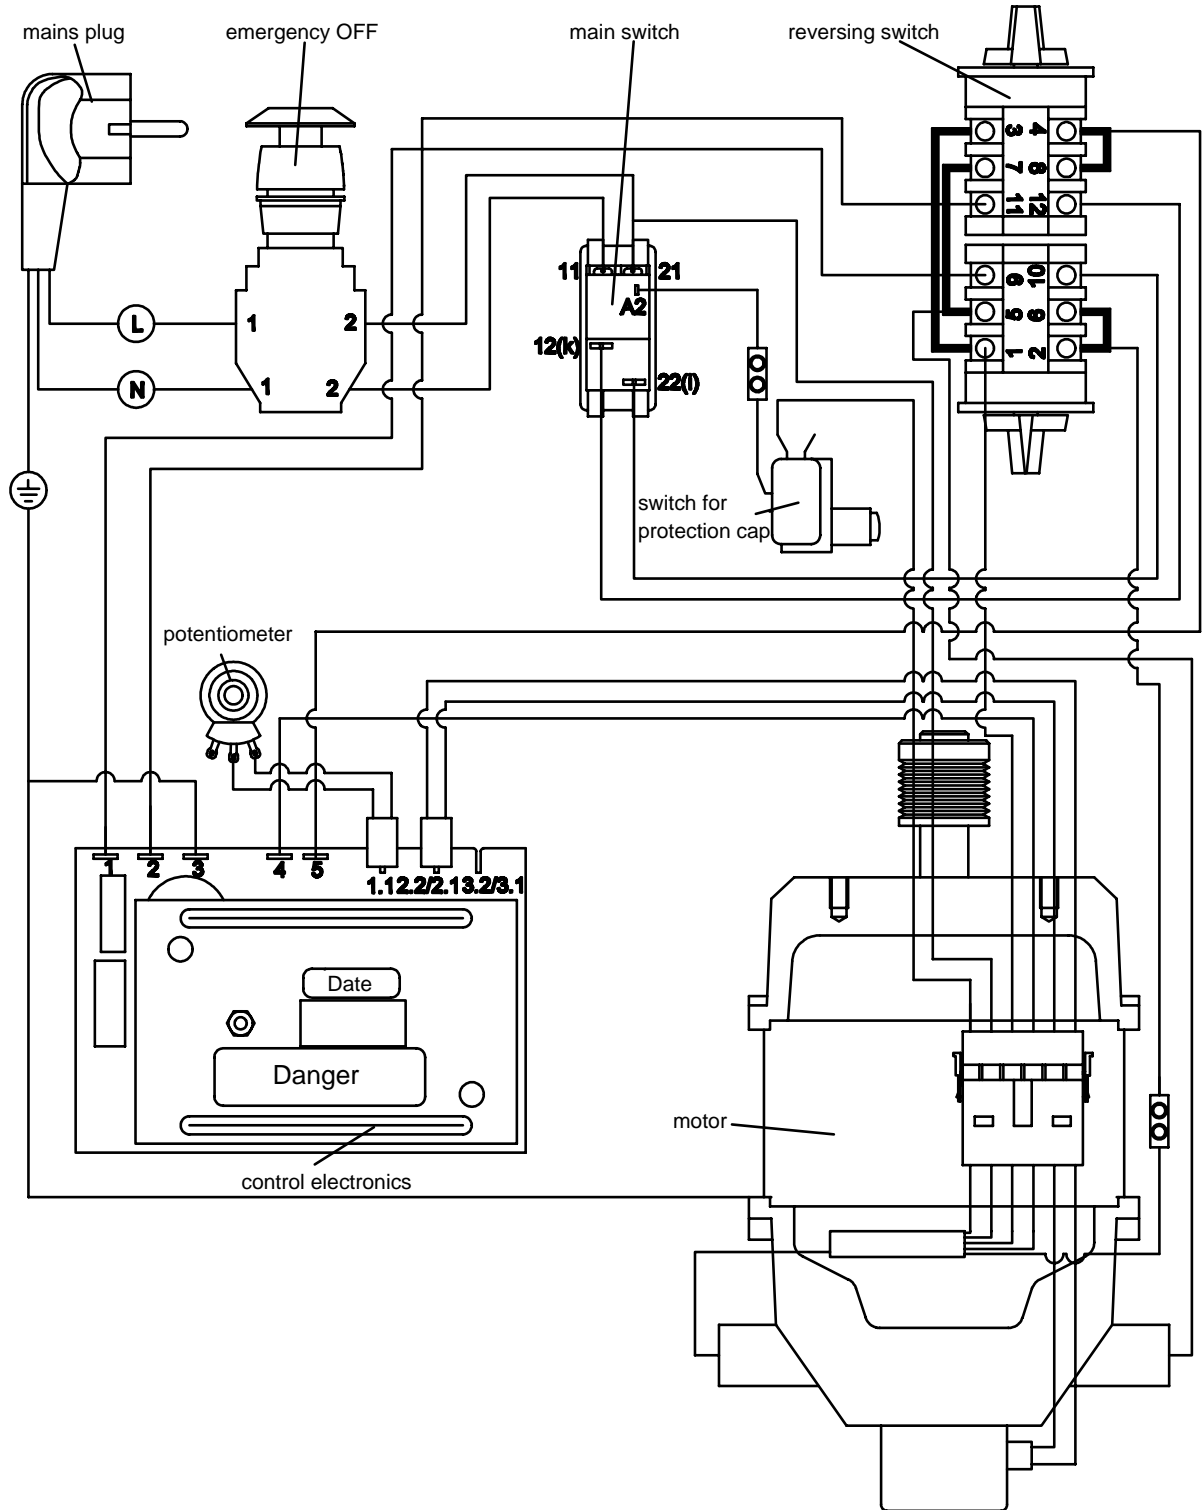 mains plug
emergency OFF
main switch
reversing switch
3 4
7 8
11 12
9 10
5 6
1 2
11 21
A2
12(k)
22(l)
L
1 2
N
1 2
switch for
protection cap
potentiometer
1 2 3 4 5 1.1 2.2/2.1 3.2/3.1
Date
Danger
motor
control electronics